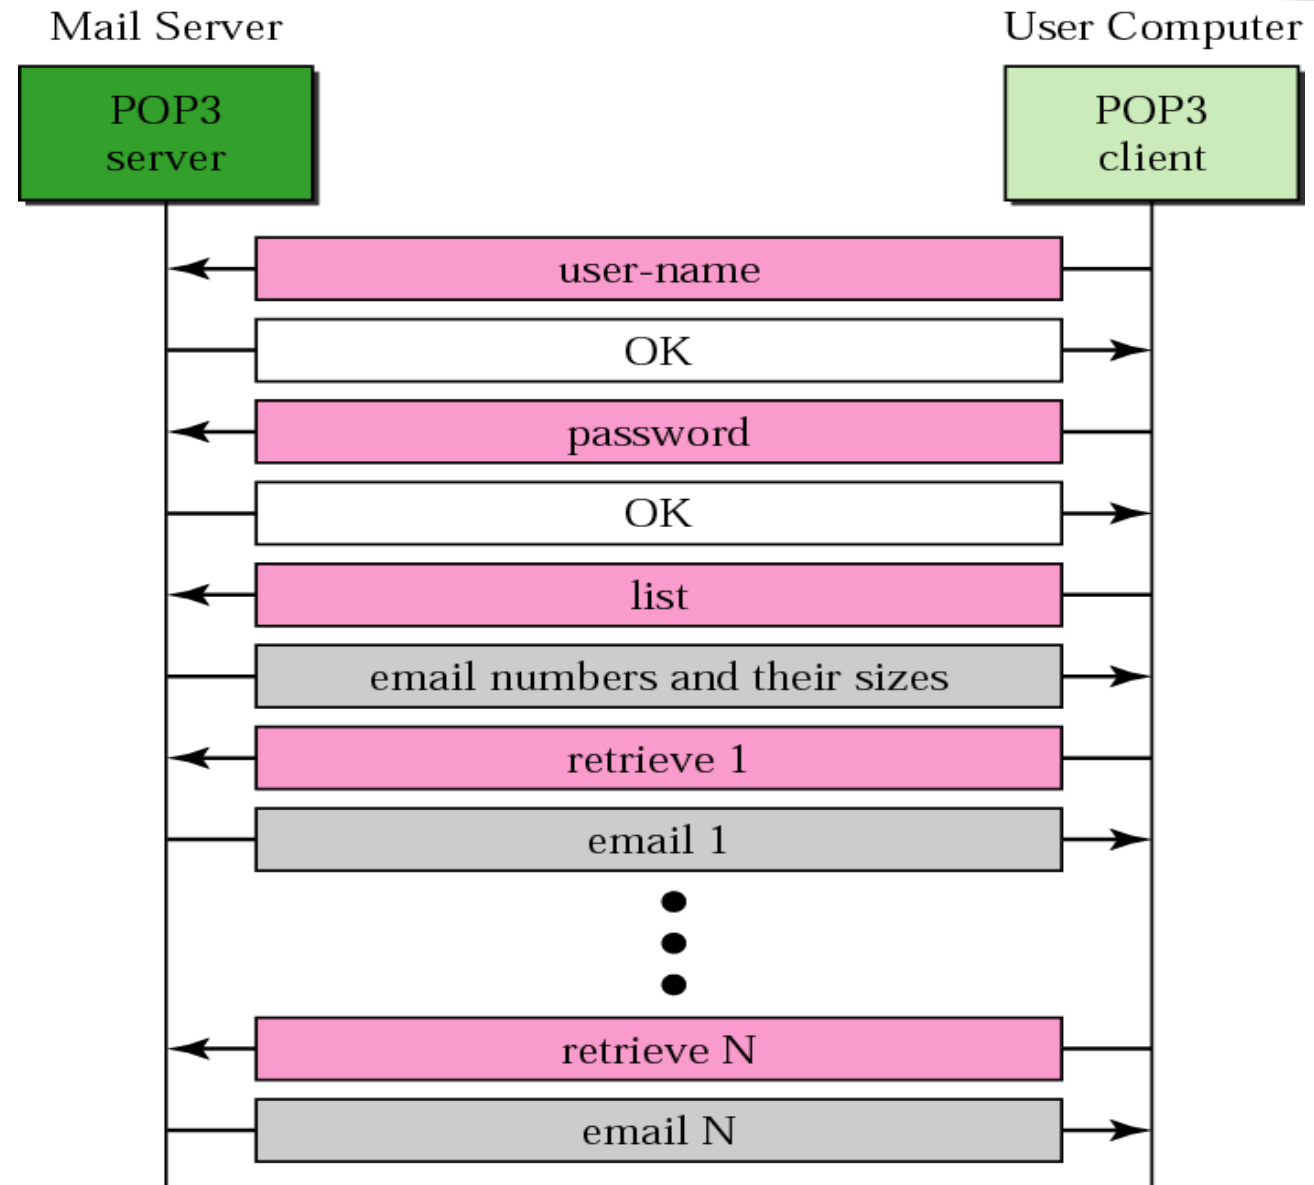 Mail Server
User Computer
POP3
server
POP3
client
user-name
OK
password
OK
list
email numbers and their sizes
retrieve 1
email 1
retrieve N
email N